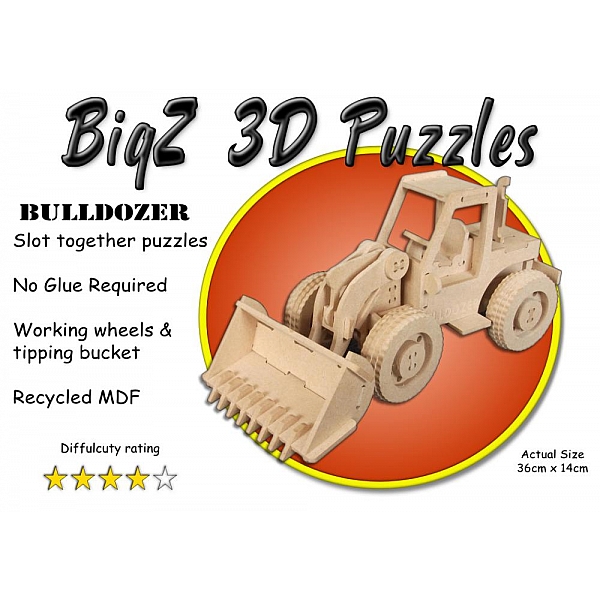 BigZ 3D Puzzles
BULLDOZER
Slot together puzzles
No Glue Required
Working wheels &
tipping bucket
Recycled MDF
Diffulcuty rating
Actual Size
36cm x 14cm